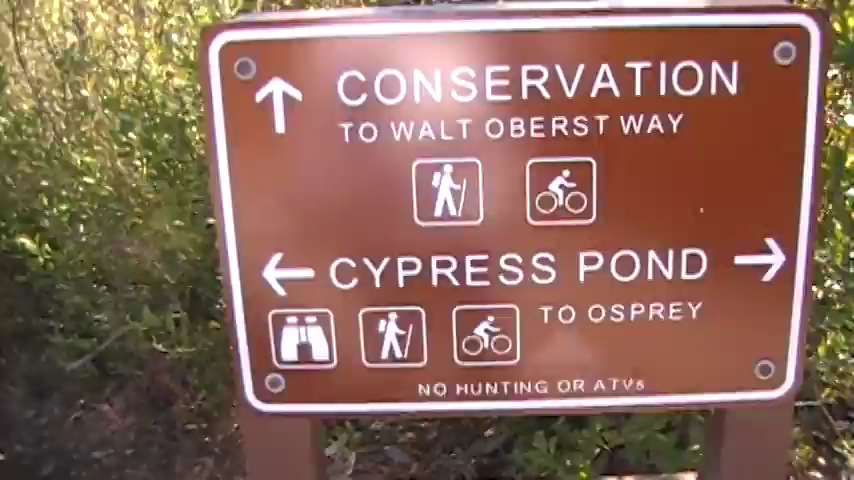 CONSERVATION
TO WALT OBERST WAY
CYPRESS POND
TO OSPREY
NO HUNTING OR ATVs